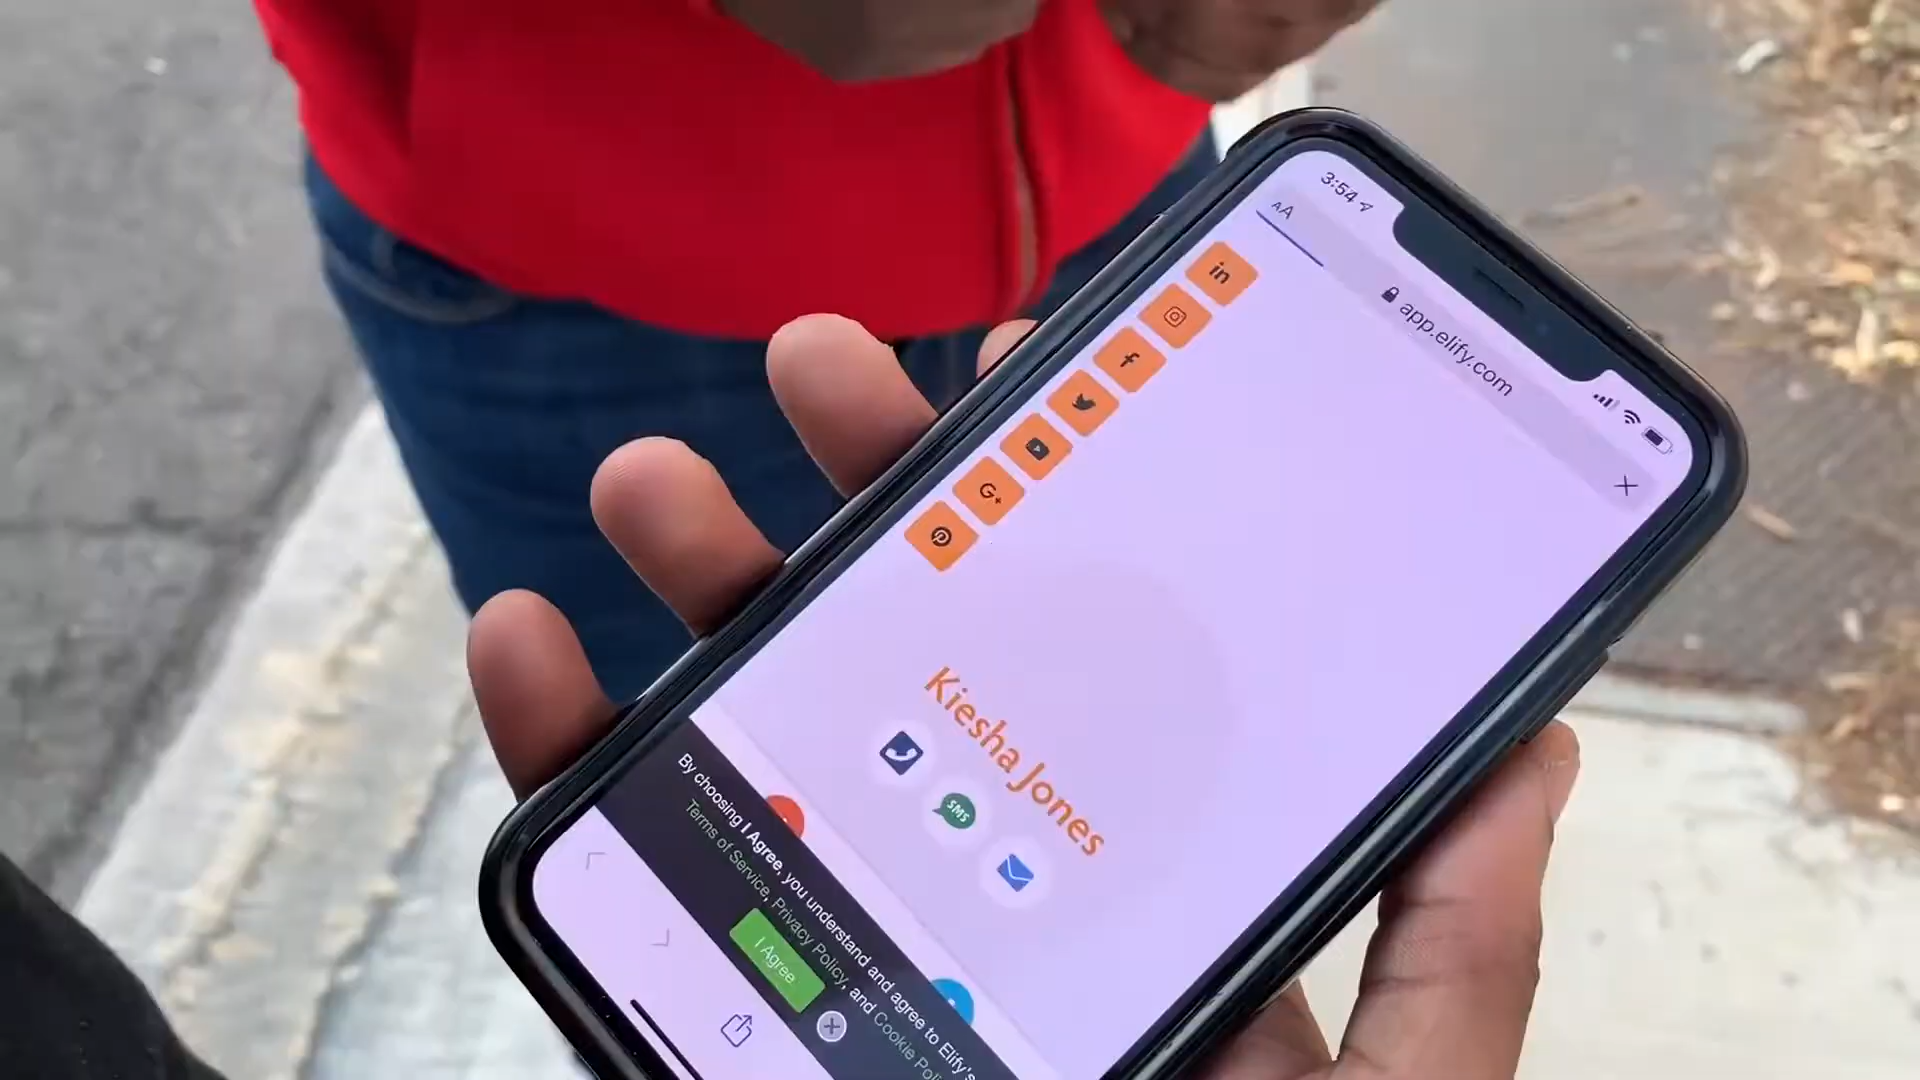 3:54
AA
app.elify.com
in
f
G+
Kiesha Jones
SMS
By choosing I Agree, you understand and agree to Elify's
Terms of Service, Privacy Policy, and Cookie
I Agree